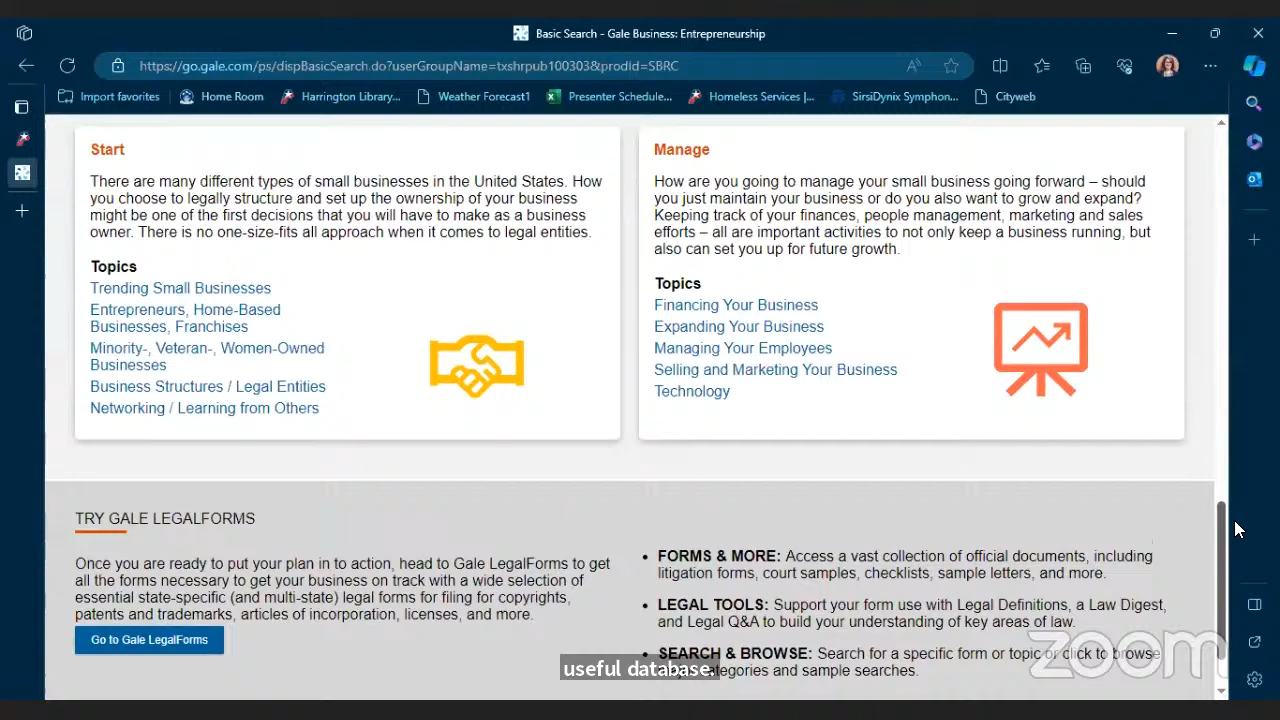 Basic Search - Gale Business: Entrepreneurship
https://go.gale.com/ps/dispBasicSearch.do?userGroupName=txshrpub100303&prodId=SBRC
Import favorites Home Room Harrington Library... Weather Forecast1 Presenter Schedule... Homeless Services |... SirsiDynix Symphon... Cityweb
Start
There are many different types of small businesses in the United States. How
you choose to legally structure and set up the ownership of your business
might be one of the first decisions that you will have to make as a business
owner. There is no one-size-fits all approach when it comes to legal entities.
Topics
Trending Small Businesses
Entrepreneurs, Home-Based
Businesses, Franchises
Minority-, Veteran-, Women-Owned
Businesses
Business Structures / Legal Entities
Networking / Learning from Others
Manage
How are you going to manage your small business going forward – should
you just maintain your business or do you also want to grow and expand?
Keeping track of your finances, people management, marketing and sales
efforts – all are important activities to not only keep a business running, but
also can set you up for future growth.
Topics
Financing Your Business
Expanding Your Business
Managing Your Employees
Selling and Marketing Your Business
Technology
TRY GALE LEGALFORMS
Once you are ready to put your plan in action, head to Gale LegalForms to get
all the forms necessary to get your business on track with a wide selection of
essential state-specific (and multi-state) legal forms for filing for copyrights,
patents and trademarks, articles of incorporation, licenses, and more.
Go to Gale LegalForms
• FORMS & MORE: Access a vast collection of official documents, including
litigation forms, court samples, checklists, sample letters, and more.
• LEGAL TOOLS: Support your form use with Legal Definitions, a Law Digest,
and Legal Q&A to build your understanding of key areas of law.
• SEARCH & BROWSE: Search for a specific form or topic or click to browse
categories and sample searches.
useful database.
zoom